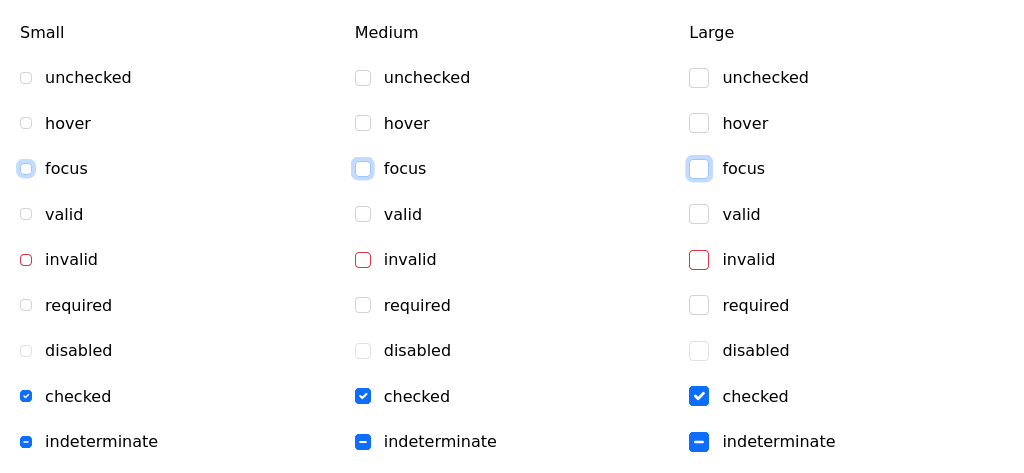 Small
unchecked
hover
focus
valid
invalid
required
disabled
checked
indeterminate
Medium
unchecked
hover
focus
valid
invalid
required
disabled
checked
indeterminate
Large
unchecked
hover
focus
valid
invalid
required
disabled
checked
indeterminate